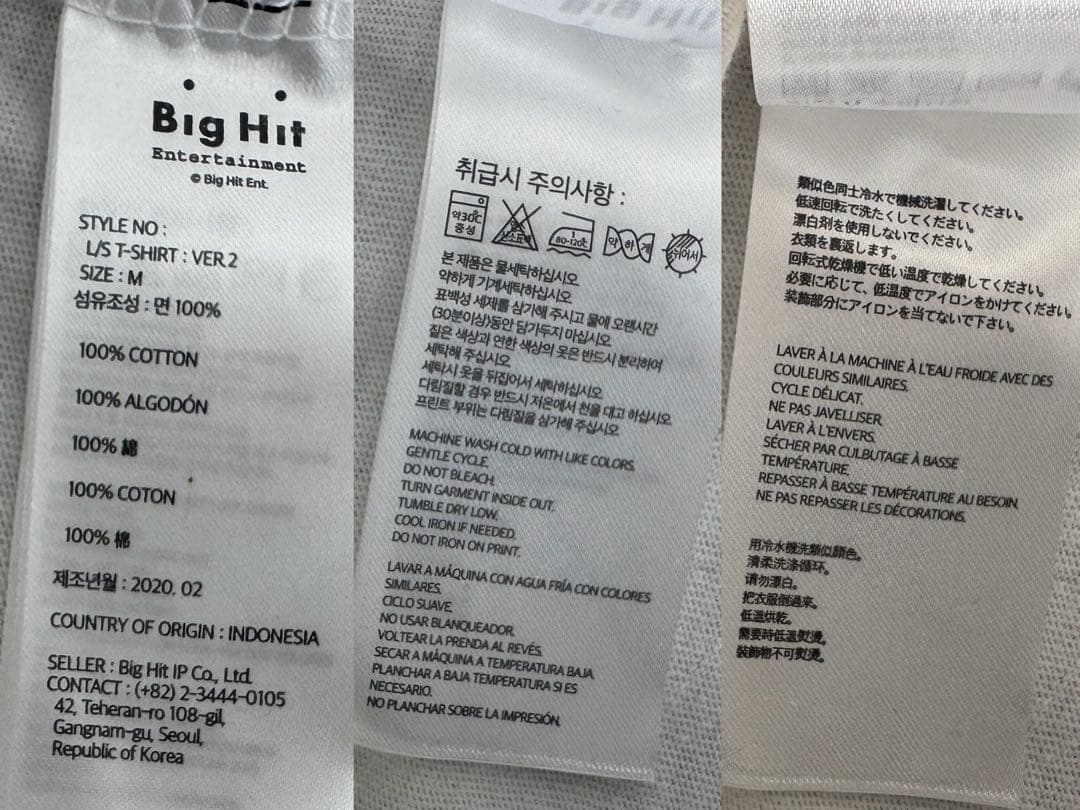 Big Hit
Entertainment
© Big Hit Ent.
STYLE NO :
L/S T-SHIRT : VER 2
SIZE : M
섬유조성 : 면 100%
100% COTTON
100% ALGODÓN
100% 綿
100% COTON
100% 棉
제조년월 : 2020. 02
COUNTRY OF ORIGIN : INDONESIA
SELLER : Big Hit IP Co., Ltd.
CONTACT : (+82) 2-3444-0105
42, Teheran-ro 108-gil,
Gangnam-gu, Seoul,
Republic of Korea
취급시 주의사항 :
약30℃
중성
80-120℃
약하게
본 제품은 물세탁하십시오
약하게 기계세탁하십시오
표백성 세제를 삼가해 주시고 물에 오랜시간
(30분이상)동안 담가두지 마십시오
짙은 색상과 연한 색상의 옷은 반드시 분리하여
세탁해 주십시오
세탁시 옷을 뒤집어서 세탁하십시오
다림질할 경우 반드시 저온에서 천을 대고 하십시오
프린트 부위는 다림질을 삼가해 주십시오
MACHINE WASH COLD WITH LIKE COLORS.
GENTLE CYCLE.
DO NOT BLEACH.
TURN GARMENT INSIDE OUT.
TUMBLE DRY LOW.
COOL IRON IF NEEDED.
DO NOT IRON ON PRINT.
LAVAR A MÁQUINA CON AGUA FRÍA CON COLORES
SIMILARES.
CICLO SUAVE.
NO USAR BLANQUEADOR.
VOLTEAR LA PRENDA AL REVÉS.
SECAR A MÁQUINA A TEMPERATURA BAJA.
PLANCHAR A BAJA TEMPERATURA SI ES
NECESARIO.
NO PLANCHAR SOBRE LA IMPRESIÓN.
類似色同士冷水で機械洗濯してください。
低速回転で洗たくしてください。
漂白剤を使用しないでください。
衣類を裏返します。
回転式乾燥機で低い温度で乾燥してください。
必要に応じて、低温度でアイロンをかけてください。
装飾部分にアイロンを当てないで下さい。
LAVER À LA MACHINE À L'EAU FROIDE AVEC DES
COULEURS SIMILAIRES.
CYCLE DÉLICAT.
NE PAS JAVELLISER.
LAVER À L'ENVERS.
SÉCHER PAR CULBUTAGE À BASSE
TEMPÉRATURE.
REPASSER À BASSE TEMPÉRATURE AU BESOIN.
NE PAS REPASSER LES DÉCORATIONS.
用冷水機洗類似顏色。
清柔洗涤循环。
请勿漂白。
把衣服倒過來。
低溫烘乾。
需要時低溫熨燙。
裝飾物不可熨燙。